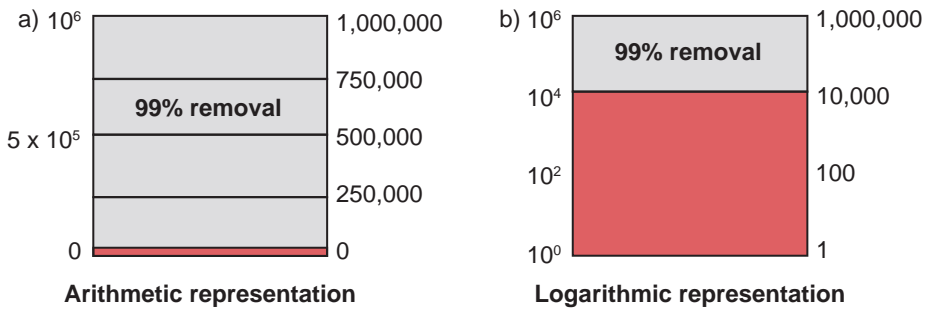 a) 10⁶
1,000,000
750,000
99% removal
5 x 10⁵
500,000
250,000
0
0
Arithmetic representation
b) 10⁶
1,000,000
99% removal
10⁴
10,000
10²
100
10⁰
1
Logarithmic representation